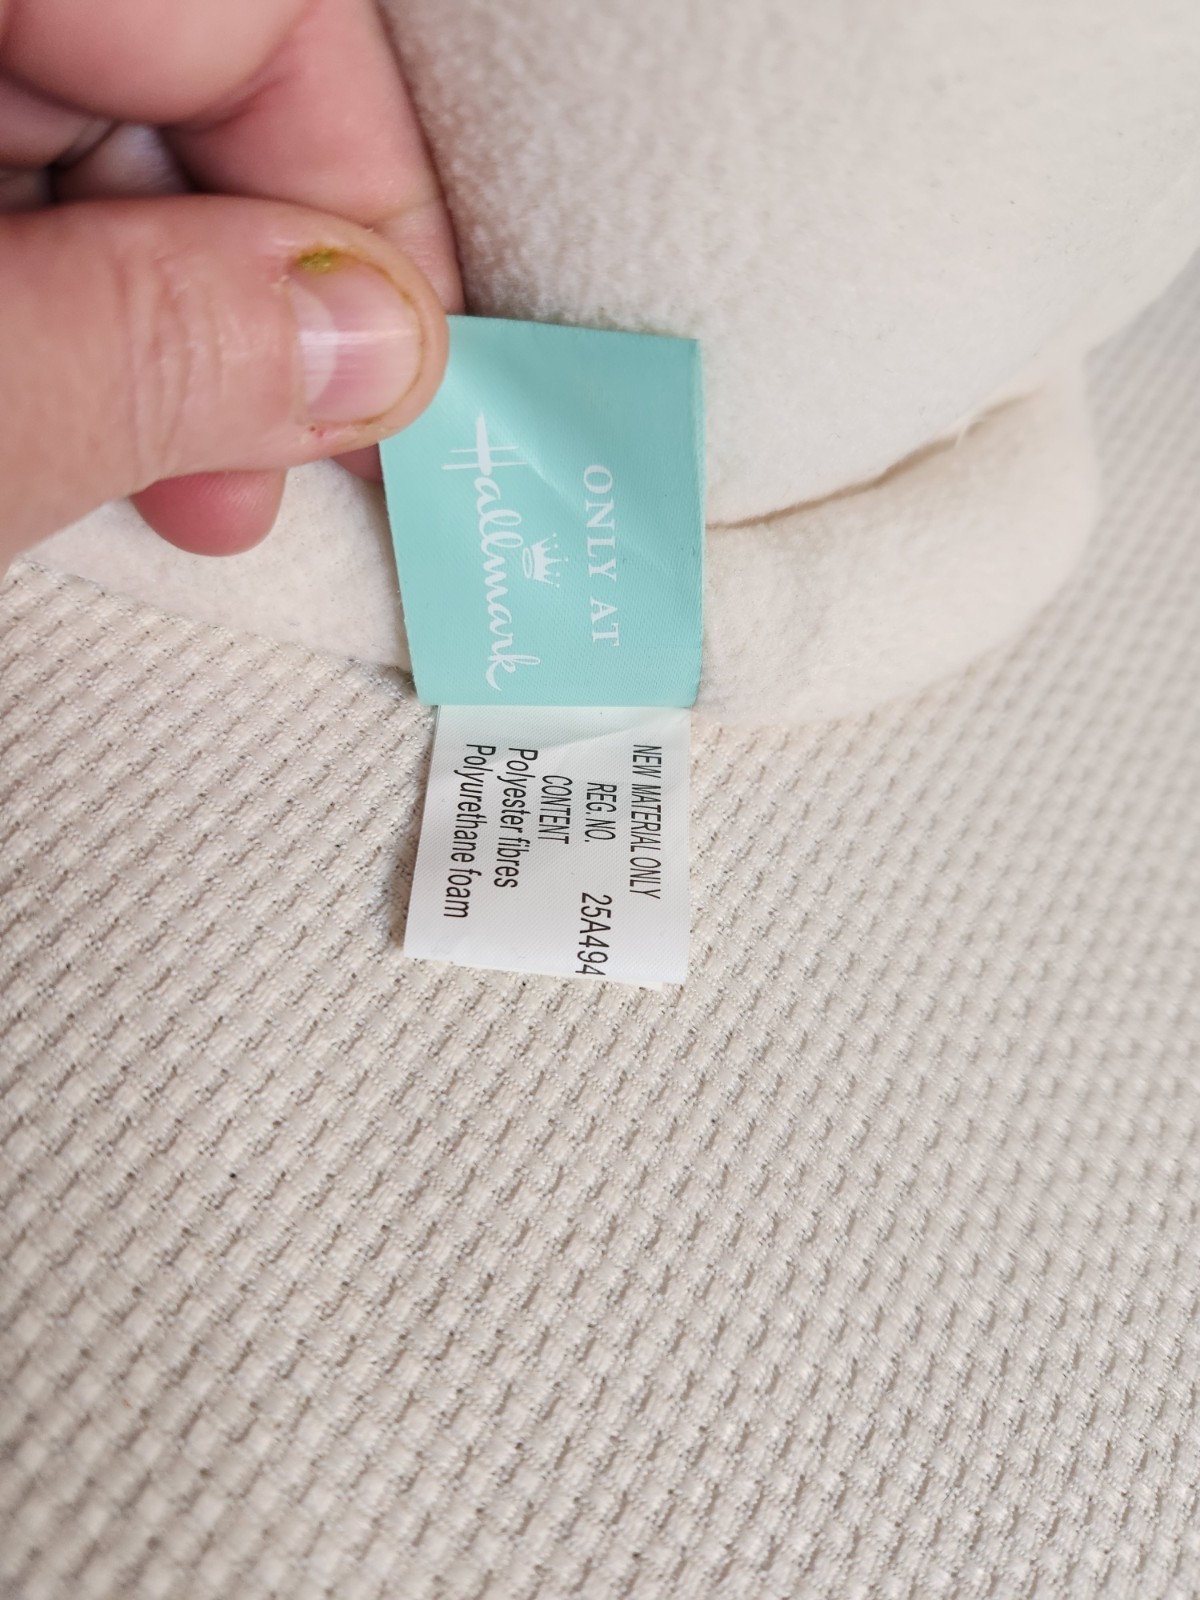 ONLY AT
Hallmark
NEW MATERIAL ONLY
REG.NO. 25A494
CONTENT
Polyester fibres
Polyurethane foam